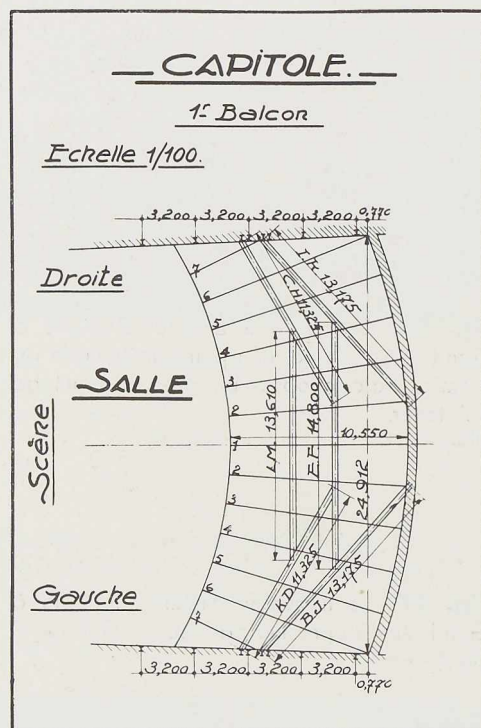 CAPITOLE.
1r Balcon
Echelle 1/100.
3,200 3,200 3,200 3,200 0,770
Droite
7
6
5
4
3
2
1
2
3
4
5
6
7
I.K. 13,175
C.H. 11,325
SALLE
Scène
L.M. 13,610
E.F. 14,800
10,550
24,912
K.D. 11,325
B.J. 13,175
Gauche
3,200 3,200 3,200 3,200
0,770